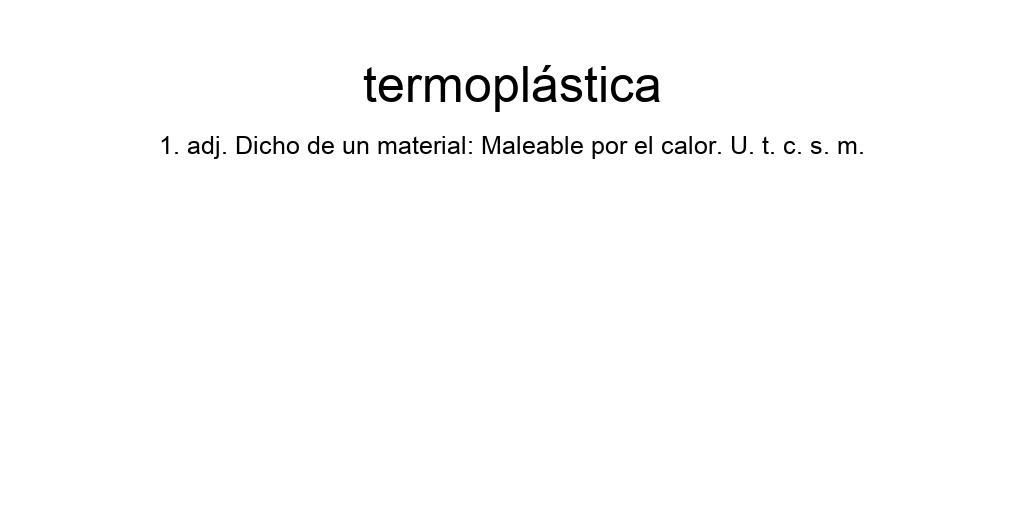 termoplástica
1. adj. Dicho de un material: Maleable por el calor. U. t. c. s. m.